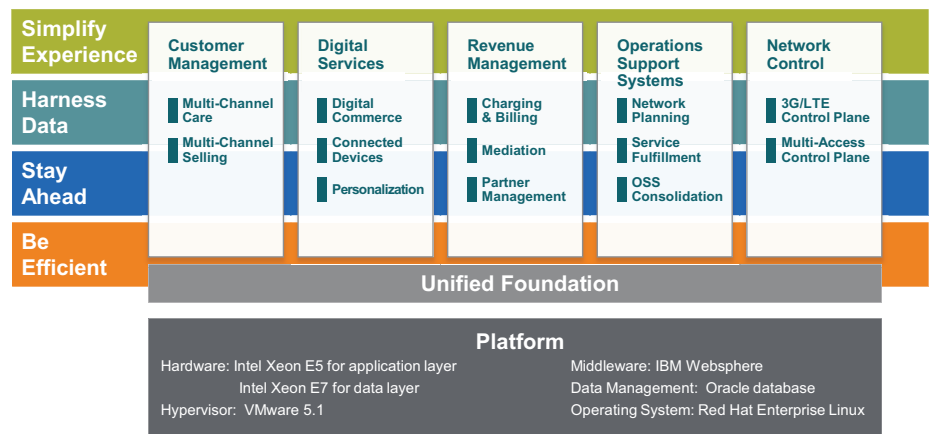 Simplify
Experience
Harness
Data
Stay
Ahead
Be
Efficient
Customer
Management
Multi-Channel
Care
Multi-Channel
Selling
Digital
Services
Digital
Commerce
Connected
Devices
Personalization
Revenue
Management
Charging
& Billing
Mediation
Partner
Management
Operations
Support
Systems
Network
Planning
Service
Fulfillment
OSS
Consolidation
Network
Control
3G/LTE
Control Plane
Multi-Access
Control Plane
Unified Foundation
Platform
Hardware: Intel Xeon E5 for application layer
Intel Xeon E7 for data layer
Hypervisor: VMware 5.1
Middleware: IBM Websphere
Data Management: Oracle database
Operating System: Red Hat Enterprise Linux